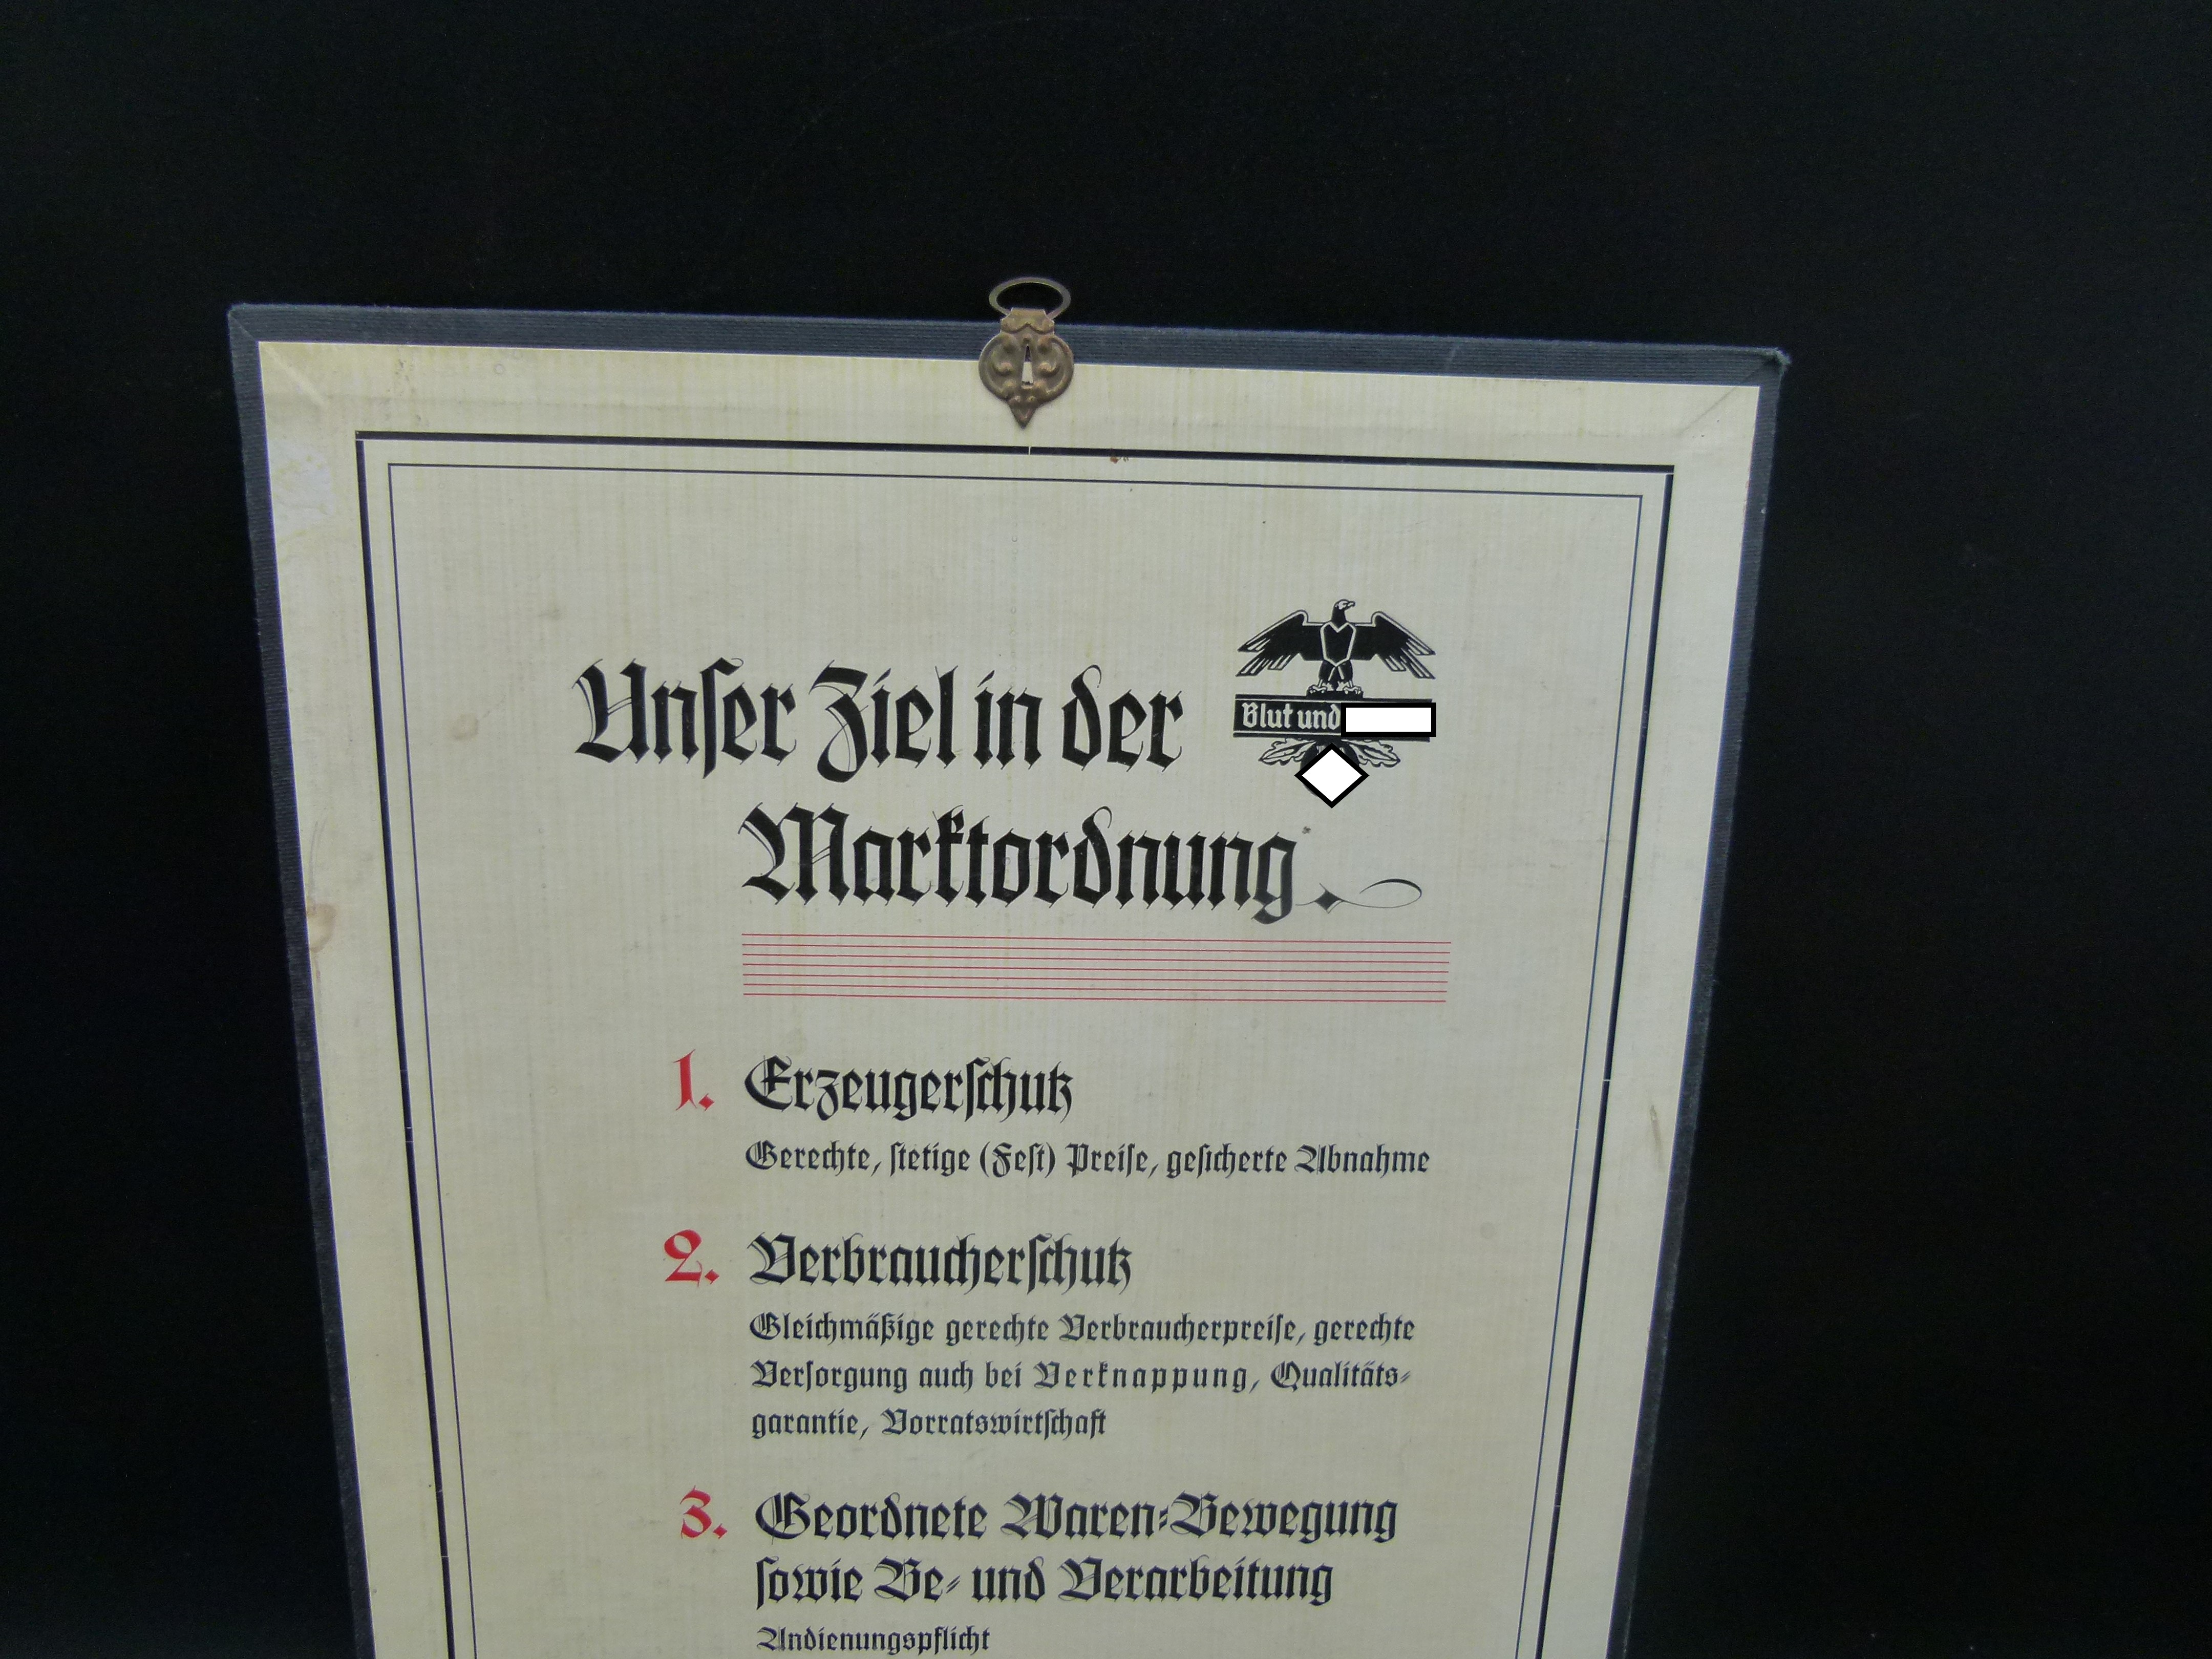 Unser Ziel in der
Blut und
Marktordnung.
1. Erzeugerschutz
Gerechte, stetige (Fest) Preise, gesicherte Abnahme
2. Verbraucherschutz
Gleichmäßige gerechte Verbraucherpreise, gerechte
Versorgung auch bei Verknappung, Qualitäts-
garantie, Vorratswirtschaft
3. Geordnete Waren-Bewegung
sowie Be- und Verarbeitung
Andienungspflicht